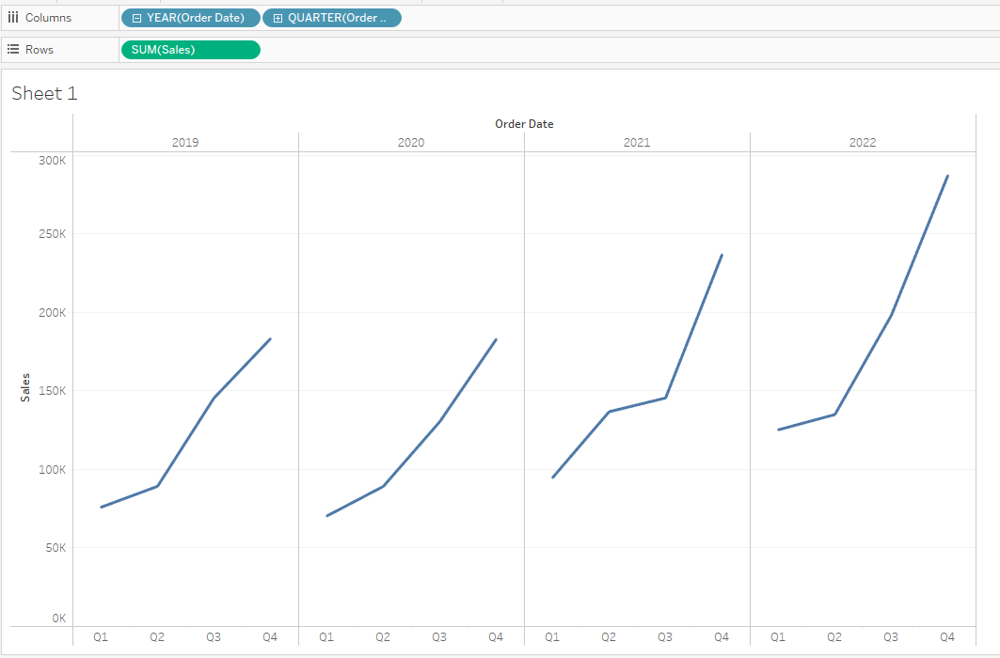 Columns YEAR(Order Date) QUARTER(Order ..
Rows SUM(Sales)
Sheet 1
Order Date
2019 2020 2021 2022
300K
250K
200K
150K
100K
50K
0K
Sales
Q1 Q2 Q3 Q4 Q1 Q2 Q3 Q4 Q1 Q2 Q3 Q4 Q1 Q2 Q3 Q4